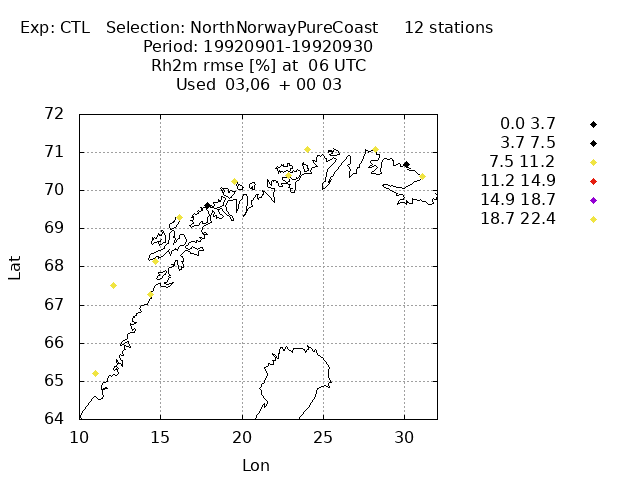 Exp: CTL Selection: NorthNorwayPureCoast 12 stations
Period: 19920901-19920930
Rh2m rmse [%] at 06 UTC
Used 03,06 + 00 03
0.0 3.7
3.7 7.5
7.5 11.2
11.2 14.9
14.9 18.7
18.7 22.4
72
71
70
69
68
67
66
65
64
Lat
10 15 20 25 30
Lon